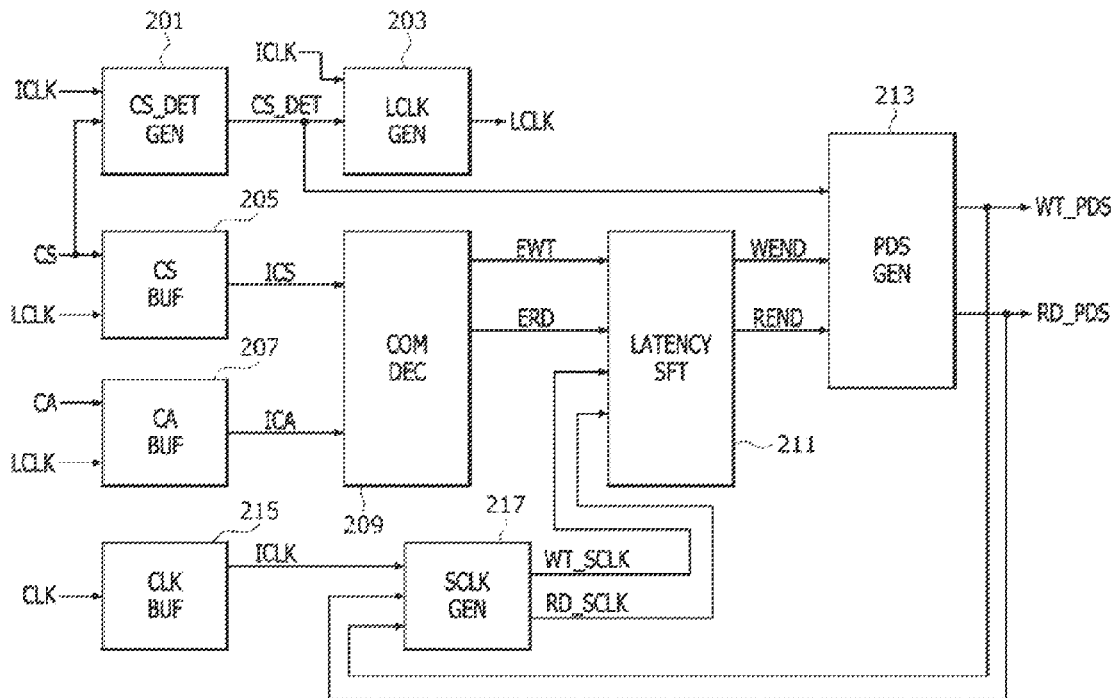 201
ICLK
CS_DET
GEN
CS_DET
ICLK
203
LCLK
GEN
LCLK
213
PDS
GEN
WT_PDS
RD_PDS
205
CS
CS
BUF
LCLK
ICS
207
CA
CA
BUF
LCLK
ICA
COM
DEC
209
EWT
ERD
LATENCY
SFT
211
WEND
REND
215
CLK
CLK
BUF
ICLK
217
SCLK
GEN
WT_SCLK
RD_SCLK